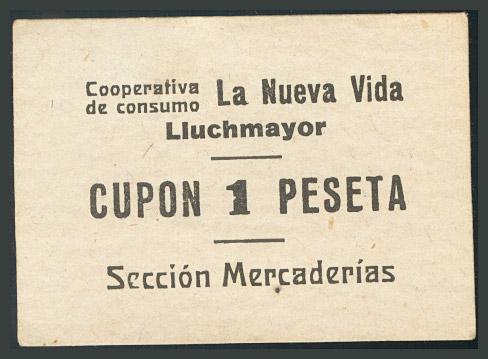 Cooperativa de consumo La Nueva Vida
Lluchmayor
CUPON 1 PESETA
Sección Mercaderías